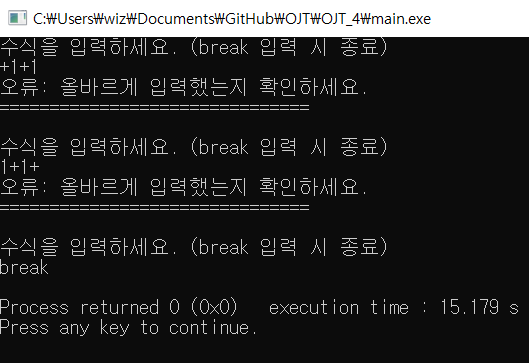 C:₩Users₩wiz₩Documents₩GitHub₩OJT₩OJT_4₩main.exe
수식을 입력하세요. (break 입력 시 종료)
+1+1
오류: 올바르게 입력했는지 확인하세요.
===============================
수식을 입력하세요. (break 입력 시 종료)
1+1+
오류: 올바르게 입력했는지 확인하세요.
===============================
수식을 입력하세요. (break 입력 시 종료)
break
Process returned 0 (0x0)   execution time : 15.179 s
Press any key to continue.